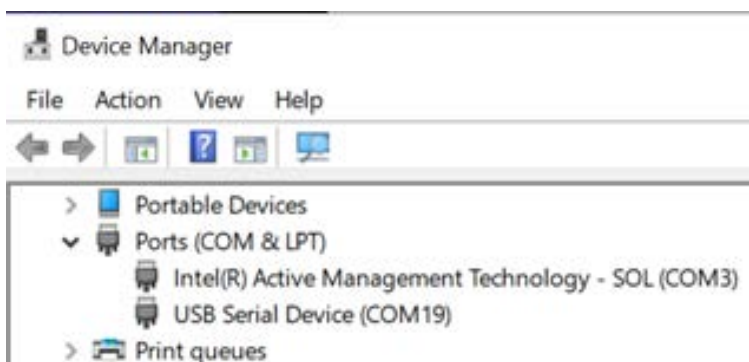 Device Manager
File Action View Help
Portable Devices
Ports (COM & LPT)
Intel(R) Active Management Technology - SOL (COM3)
USB Serial Device (COM19)
Print queues